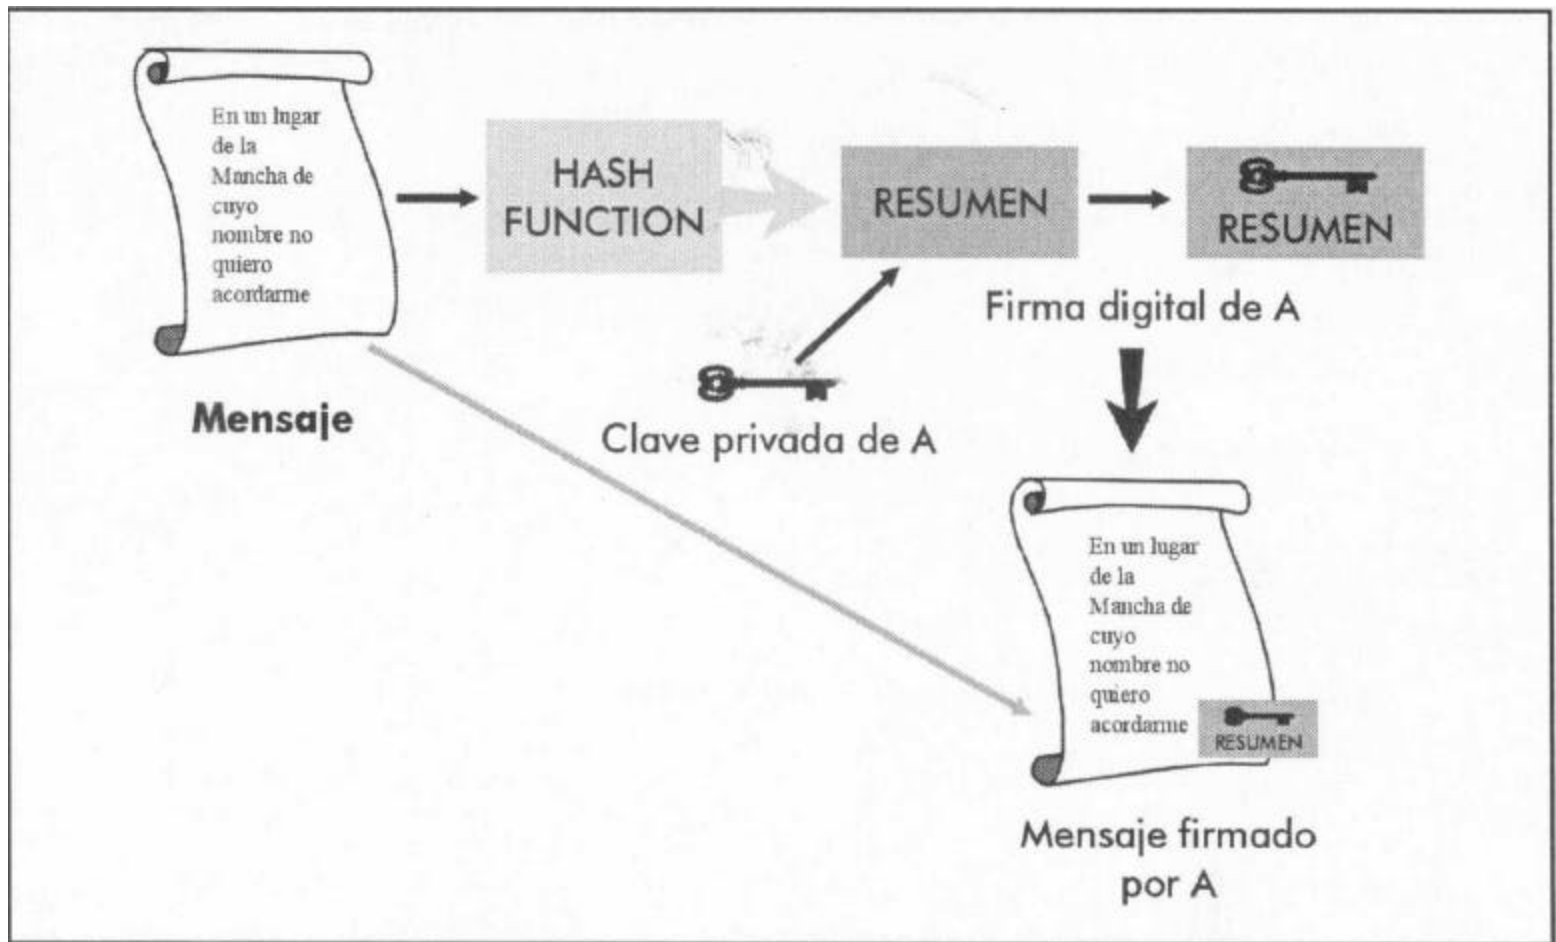 En un lugar
de la
Mancha de
cuyo
nombre no
quiero
acordarme
Mensaje
HASH
FUNCTION
RESUMEN
RESUMEN
Firma digital de A
Clave privada de A
En un lugar
de la
Mancha de
cuyo
nombre no
quiero
acordarme
RESUMEN
Mensaje firmado
por A